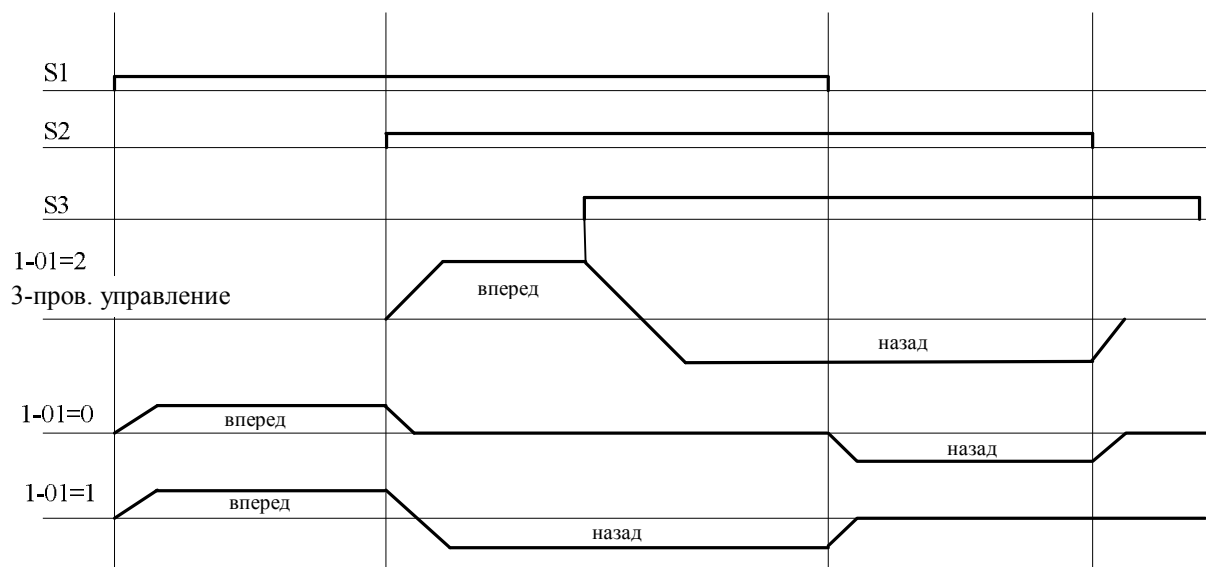 S1
S2
S3
1-01=2
3-пров. управление
вперед
назад
1-01=0
вперед
назад
1-01=1
вперед
назад